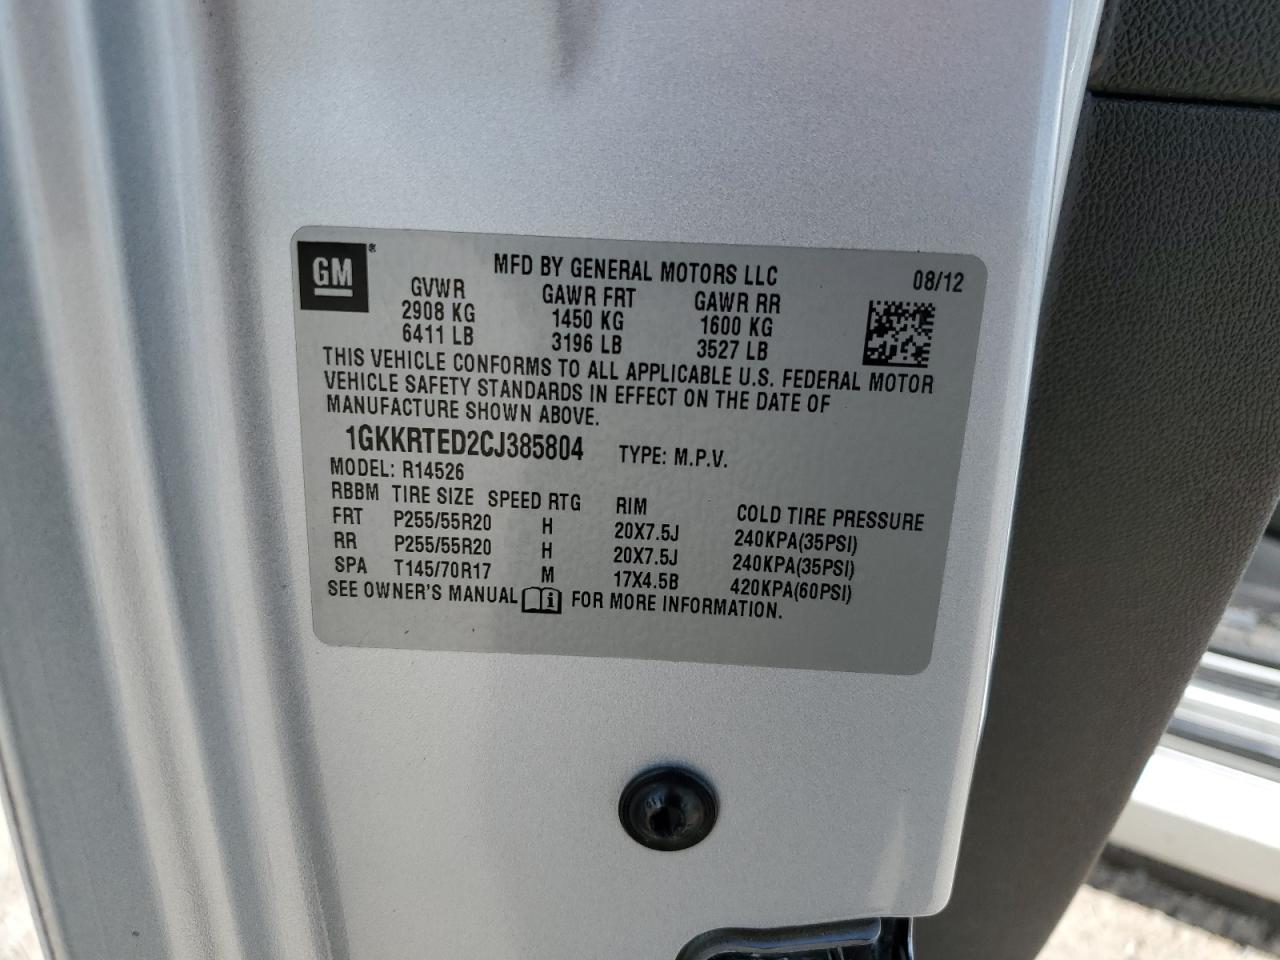 GM®
MFD BY GENERAL MOTORS LLC 08/12
GVWR GAWR FRT GAWR RR
2908 KG 1450 KG 1600 KG
6411 LB 3196 LB 3527 LB
THIS VEHICLE CONFORMS TO ALL APPLICABLE U.S. FEDERAL MOTOR
VEHICLE SAFETY STANDARDS IN EFFECT ON THE DATE OF
MANUFACTURE SHOWN ABOVE.
1GKKRTED2CJ385804 TYPE: M.P.V.
MODEL: R14526
RBBM TIRE SIZE SPEED RTG RIM COLD TIRE PRESSURE
FRT P255/55R20 H 20X7.5J 240KPA(35PSI)
RR P255/55R20 H 20X7.5J 240KPA(35PSI)
SPA T145/70R17 M 17X4.5B 420KPA(60PSI)
SEE OWNER'S MANUAL FOR MORE INFORMATION.